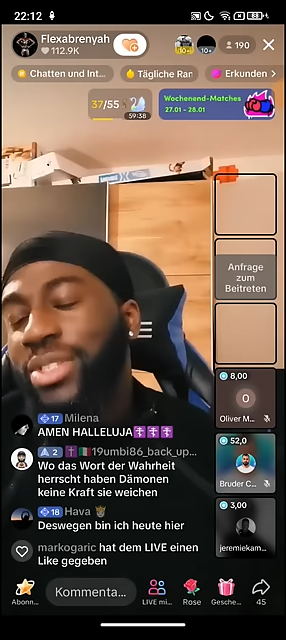 22:12
Flexabrenyah
112.9K
10+
10+
190
Chatten und Int...
Tägliche Ran
Erkunden
37/55
59:38
Wochenend-Matches
27.01 - 28.01
Anfrage
zum
Beitreten
8,00
O
Oliver M...
52,0
Bruder C...
3,00
jeremiekam...
17 Milena
AMEN HALLELUJA
2 19umbi86_back_up...
Wo das Wort der Wahrheit
herrscht haben Dämonen
keine Kraft sie weichen
18 Hava
Deswegen bin ich heute hier
markogaric hat dem LIVE einen
Like gegeben
Abonn...
Kommenta...
LIVE mi...
Rose
Gesche...
45